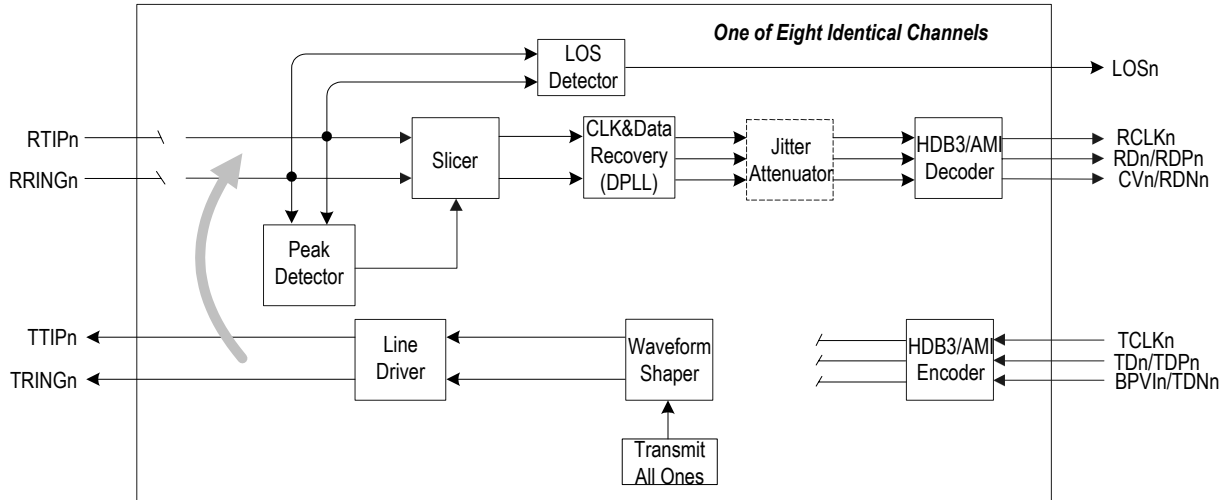 One of Eight Identical Channels
LOS
Detector
LOSn
RTIPn
RRINGn
Slicer
CLK&Data
Recovery
(DPLL)
Jitter
Attenuator
HDB3/AMI
Decoder
RCLKn
RDn/RDPn
CVn/RDNn
Peak
Detector
TTIPn
TRINGn
Line
Driver
Waveform
Shaper
HDB3/AMI
Encoder
TCLKn
TDn/TDPn
BPVIn/TDNn
Transmit
All Ones